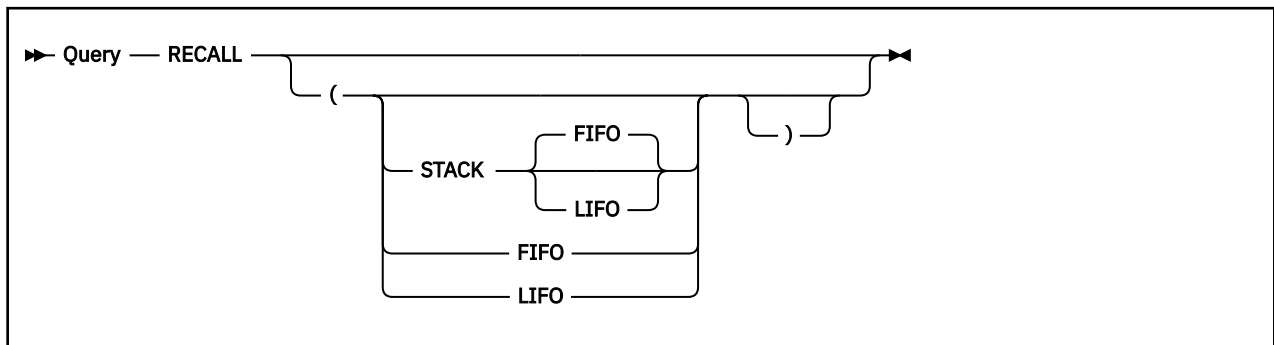 Query RECALL
(
FIFO
)
STACK
LIFO
FIFO
LIFO